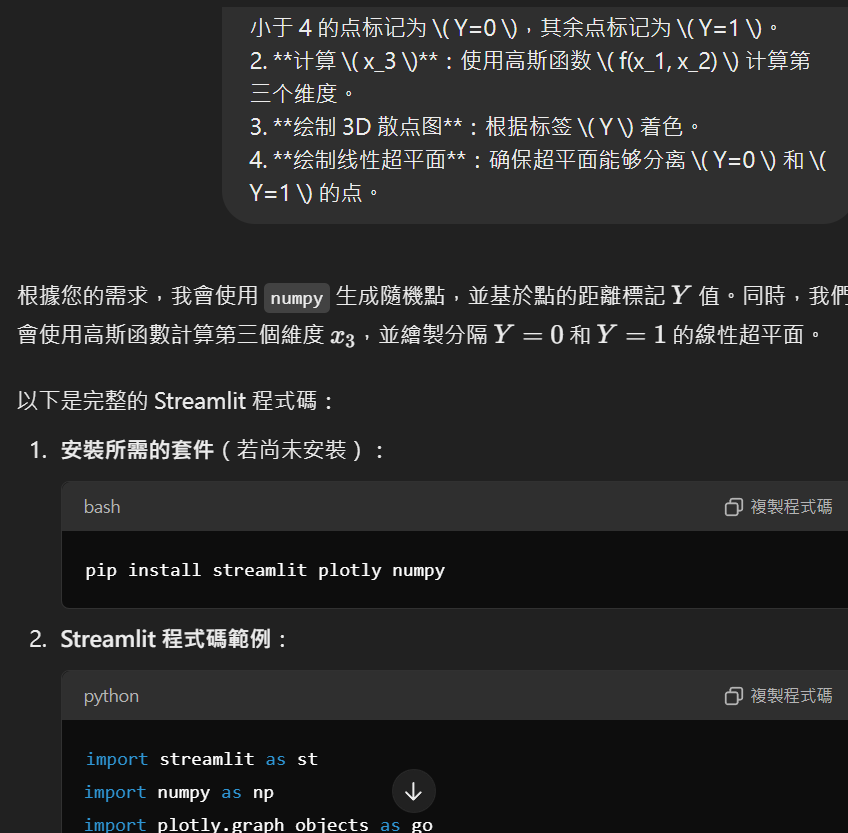 小于 4 的点标记为 \( Y=0 \)，其余点标记为 \( Y=1 \)。
2. **计算 \( x_3 \)**：使用高斯函数 \( f(x_1, x_2) \) 计算第
三个维度。
3. **绘制 3D 散点图**：根据标签 \( Y \) 着色。
4. **绘制线性超平面**：确保超平面能够分离 \( Y=0 \) 和 \(
Y=1 \) 的点。
根據您的需求，我會使用 numpy 生成隨機點，並基於點的距離標記 Y 值。同時，我們
會使用高斯函數計算第三個維度 x₃，並繪製分隔 Y = 0 和 Y = 1 的線性超平面。
以下是完整的 Streamlit 程式碼：
1. 安裝所需的套件（若尚未安裝）：
bash
複製程式碼
pip install streamlit plotly numpy
2. Streamlit 程式碼範例：
python
複製程式碼
import streamlit as st
import numpy as np
import plotly.graph_objects as go